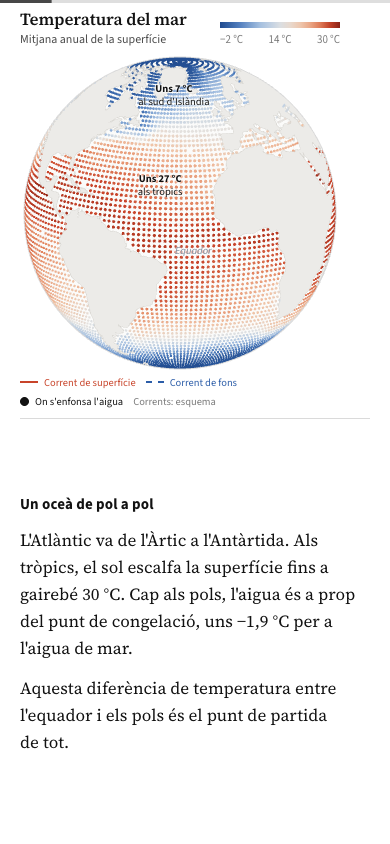 Temperatura del mar
Mitjana anual de la superfície
−2 °C 14 °C 30 °C
Uns 7 °C
al sud d'Islàndia
Uns 27 °C
als tròpics
Equador
Corrent de superfície Corrent de fons
On s'enfonsa l'aigua Corrents: esquema
Un oceà de pol a pol
L'Atlàntic va de l'Àrtic a l'Antàrtida. Als
tròpics, el sol escalfa la superfície fins a
gairebé 30 °C. Cap als pols, l'aigua és a prop
del punt de congelació, uns −1,9 °C per a
l'aigua de mar.
Aquesta diferència de temperatura entre
l'equador i els pols és el punt de partida
de tot.